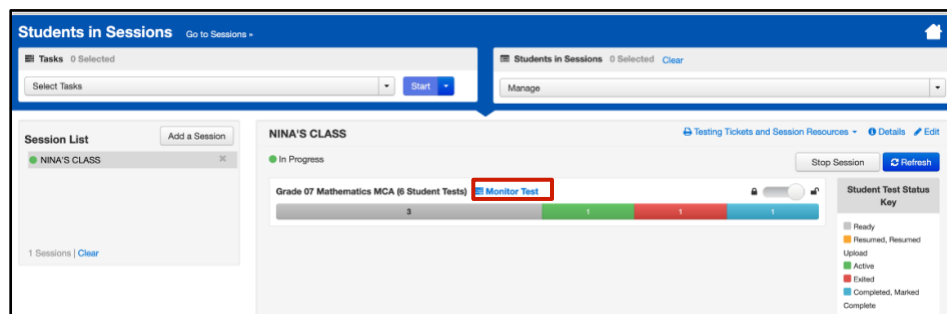 Students in Sessions Go to Sessions »
Tasks 0 Selected
Students in Sessions 0 Selected Clear
Select Tasks
Start
Manage
Session List
Add a Session
NINA'S CLASS
1 Sessions | Clear
NINA'S CLASS
Testing Tickets and Session Resources
Details
Edit
In Progress
Stop Session
Refresh
Grade 07 Mathematics MCA (6 Student Tests) Monitor Test
3 1 1 1
Student Test Status
Key
Ready
Resumed, Resumed
Upload
Active
Exited
Completed, Marked
Complete